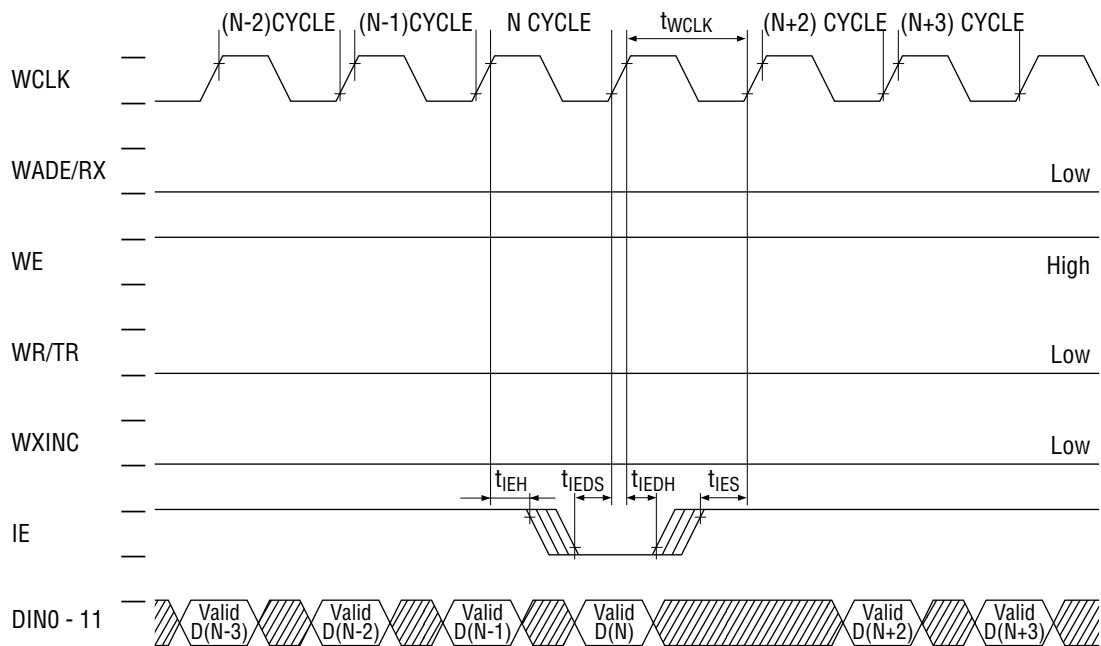 (N-2)CYCLE (N-1)CYCLE N CYCLE tWCLK (N+2) CYCLE (N+3) CYCLE
WCLK
WADE/RX Low
WE High
WR/TR Low
WXINC Low
tIEH tIEDS tIEDH tIES
IE
DIN0 - 11 Valid D(N-3) Valid D(N-2) Valid D(N-1) Valid D(N) Valid D(N+2) Valid D(N+3)